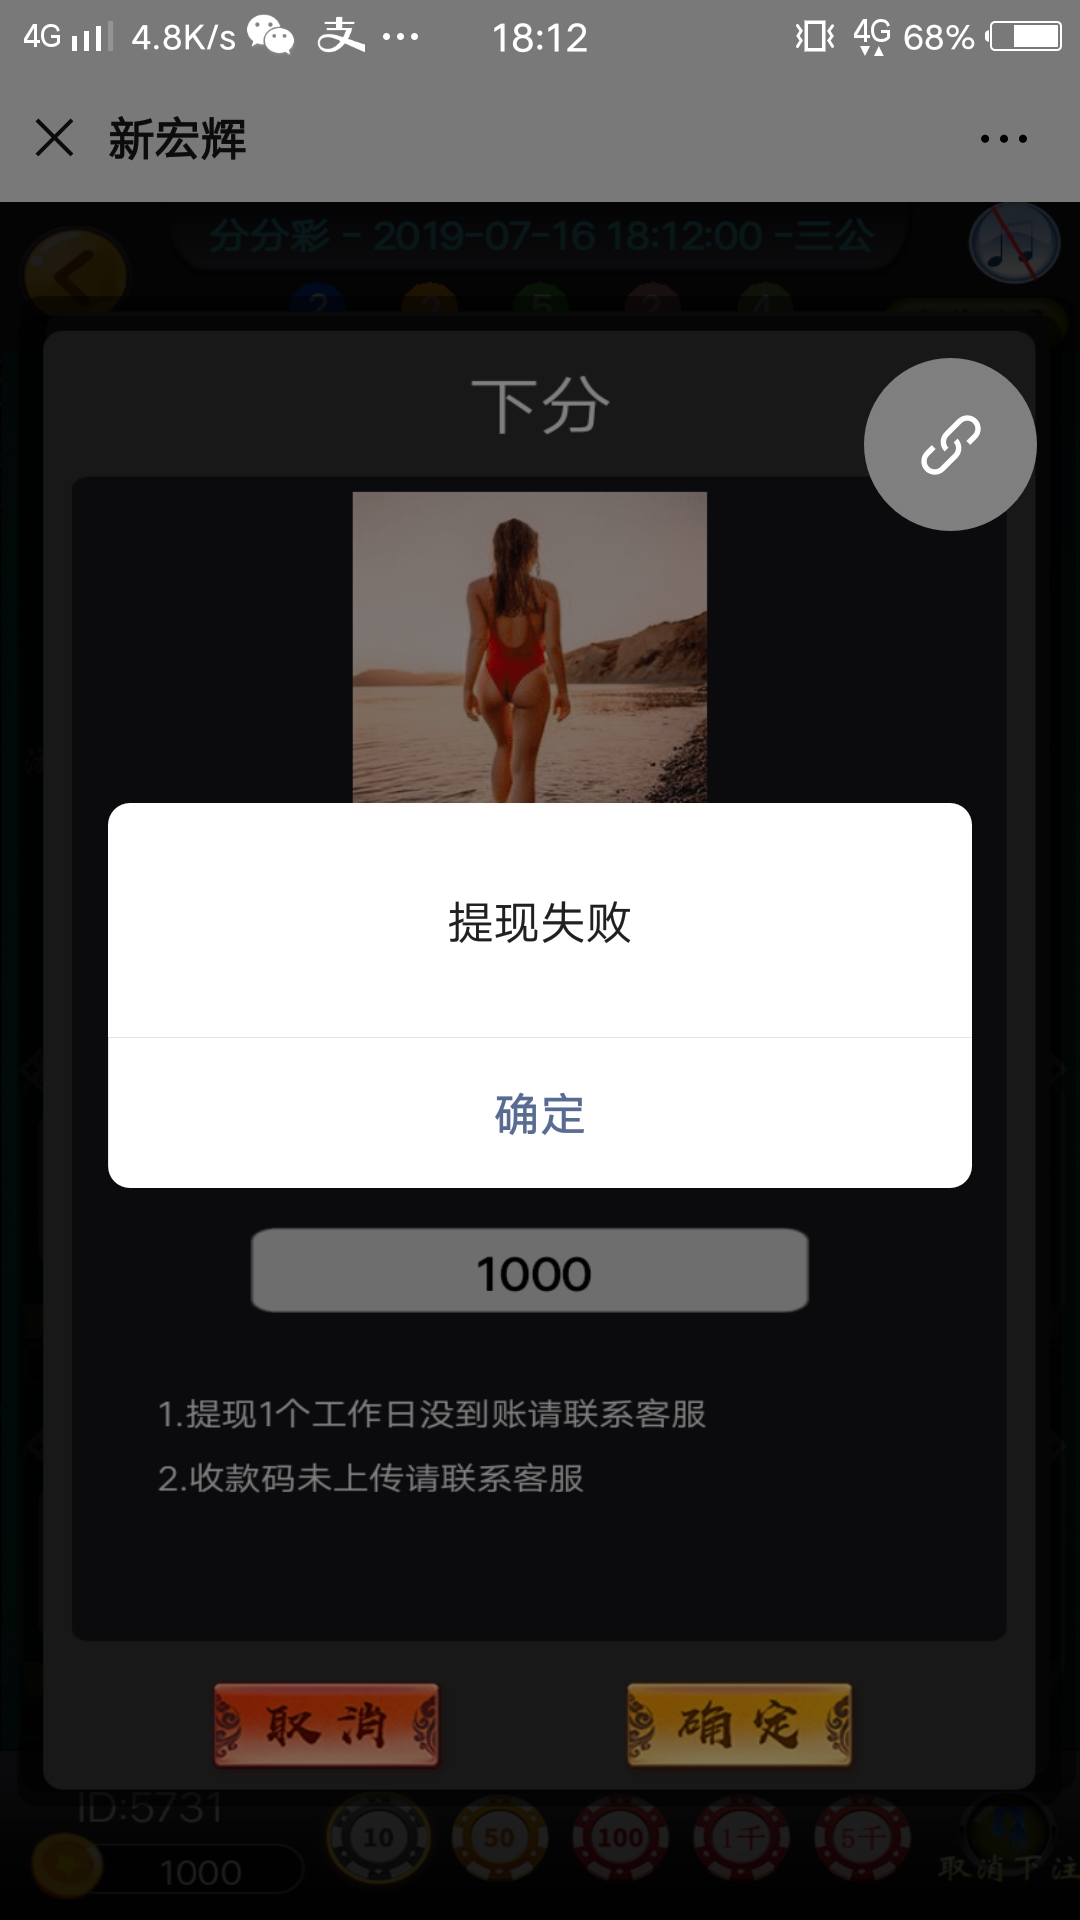 4G 4.8K/s 支 ... 18:12 4G 68%
新宏辉
分分彩 - 2019-07-16 18:12:00 -三公
2 5 4
下分
提现失败
确定
1000
1.提现1个工作日没到账请联系客服
2.收款码未上传请联系客服
取消 确定
ID:5731
10 50 100 1千 5千
1000 取消下注